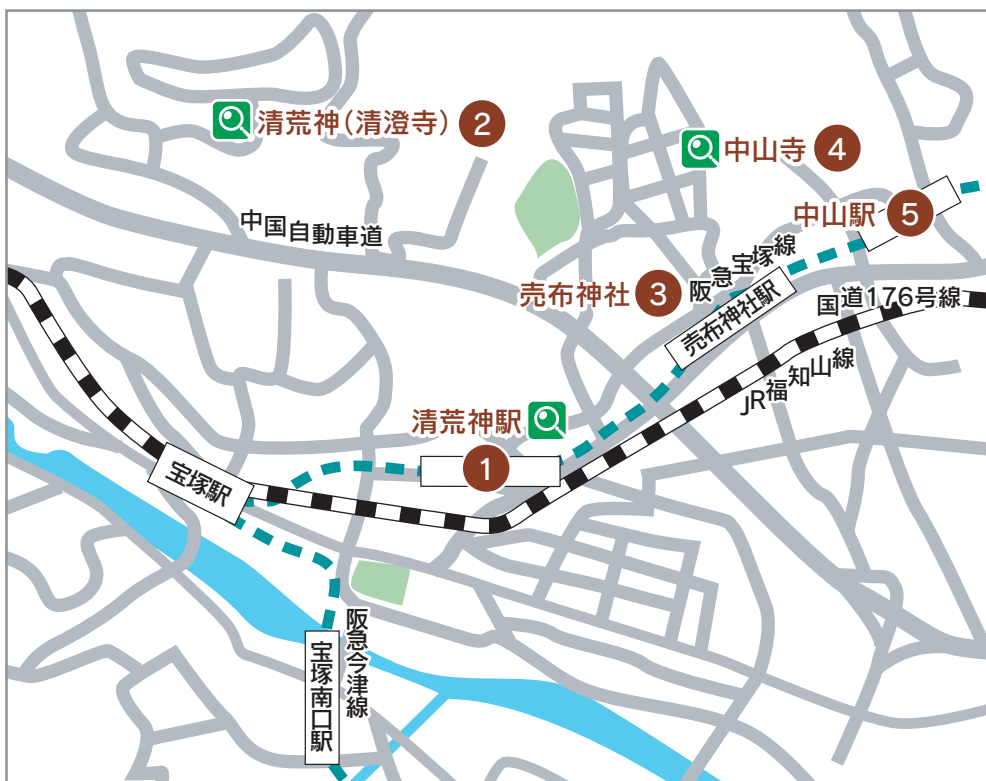 清荒神(清澄寺) 2
中山寺 4
中山駅 5
中国自動車道
売布神社 3
阪急宝塚線
売布神社駅
国道176号線
JR福知山線
清荒神駅
1
宝塚駅
阪急今津線
宝塚南口駅